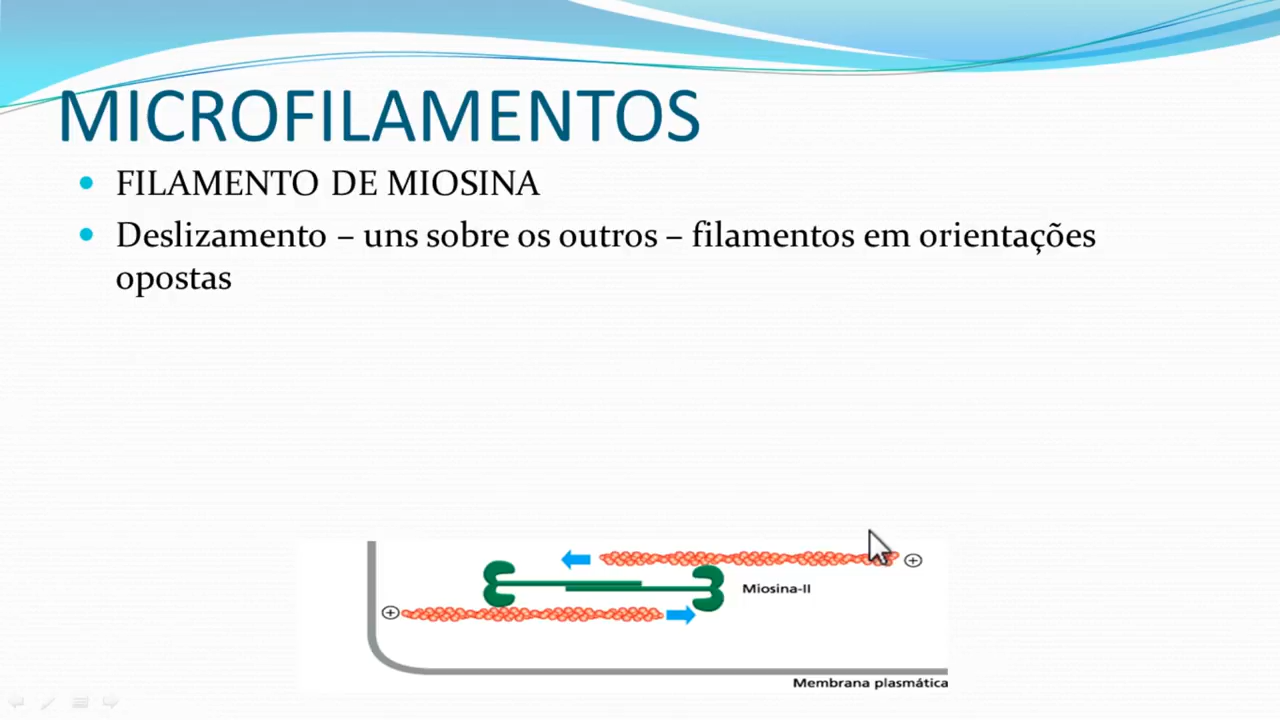 MICROFILAMENTOS
FILAMENTO DE MIOSINA
Deslizamento – uns sobre os outros – filamentos em orientações
opostas
+
Miosina-II
+
Membrana plasmática